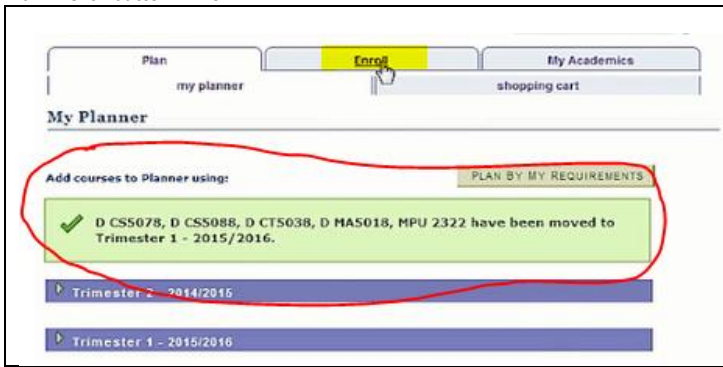 Plan Enroll My Academics
my planner shopping cart
My Planner
Add courses to Planner using: PLAN BY MY REQUIREMENTS
D CS5078, D CS5088, D CT5038, D MA5018, MPU 2322 have been moved to
Trimester 1 - 2015/2016.
Trimester 2 - 2014/2015
Trimester 1 - 2015/2016